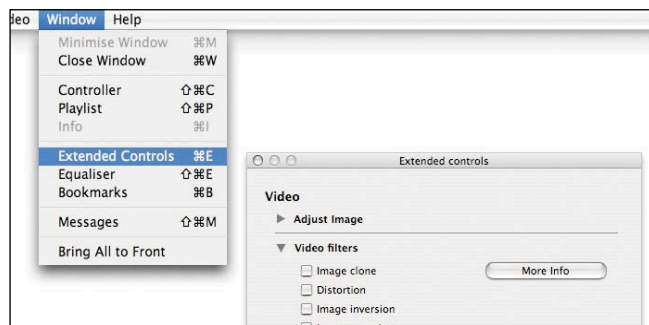 deo Window Help
Minimise Window ⌘M
Close Window ⌘W
Controller ⇧⌘C
Playlist ⇧⌘P
Info ⌘I
Extended Controls ⌘E
Equaliser ⇧⌘E
Bookmarks ⌘B
Messages ⇧⌘M
Bring All to Front
Extended controls
Video
Adjust Image
Video filters
Image clone More Info
Distortion
Image inversion